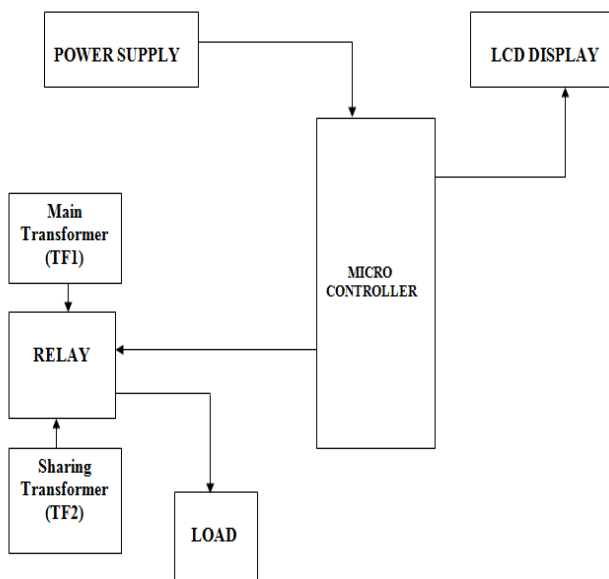 POWER SUPPLY
LCD DISPLAY
Main
Transformer
(TF1)
MICRO
CONTROLLER
RELAY
Sharing
Transformer
(TF2)
LOAD